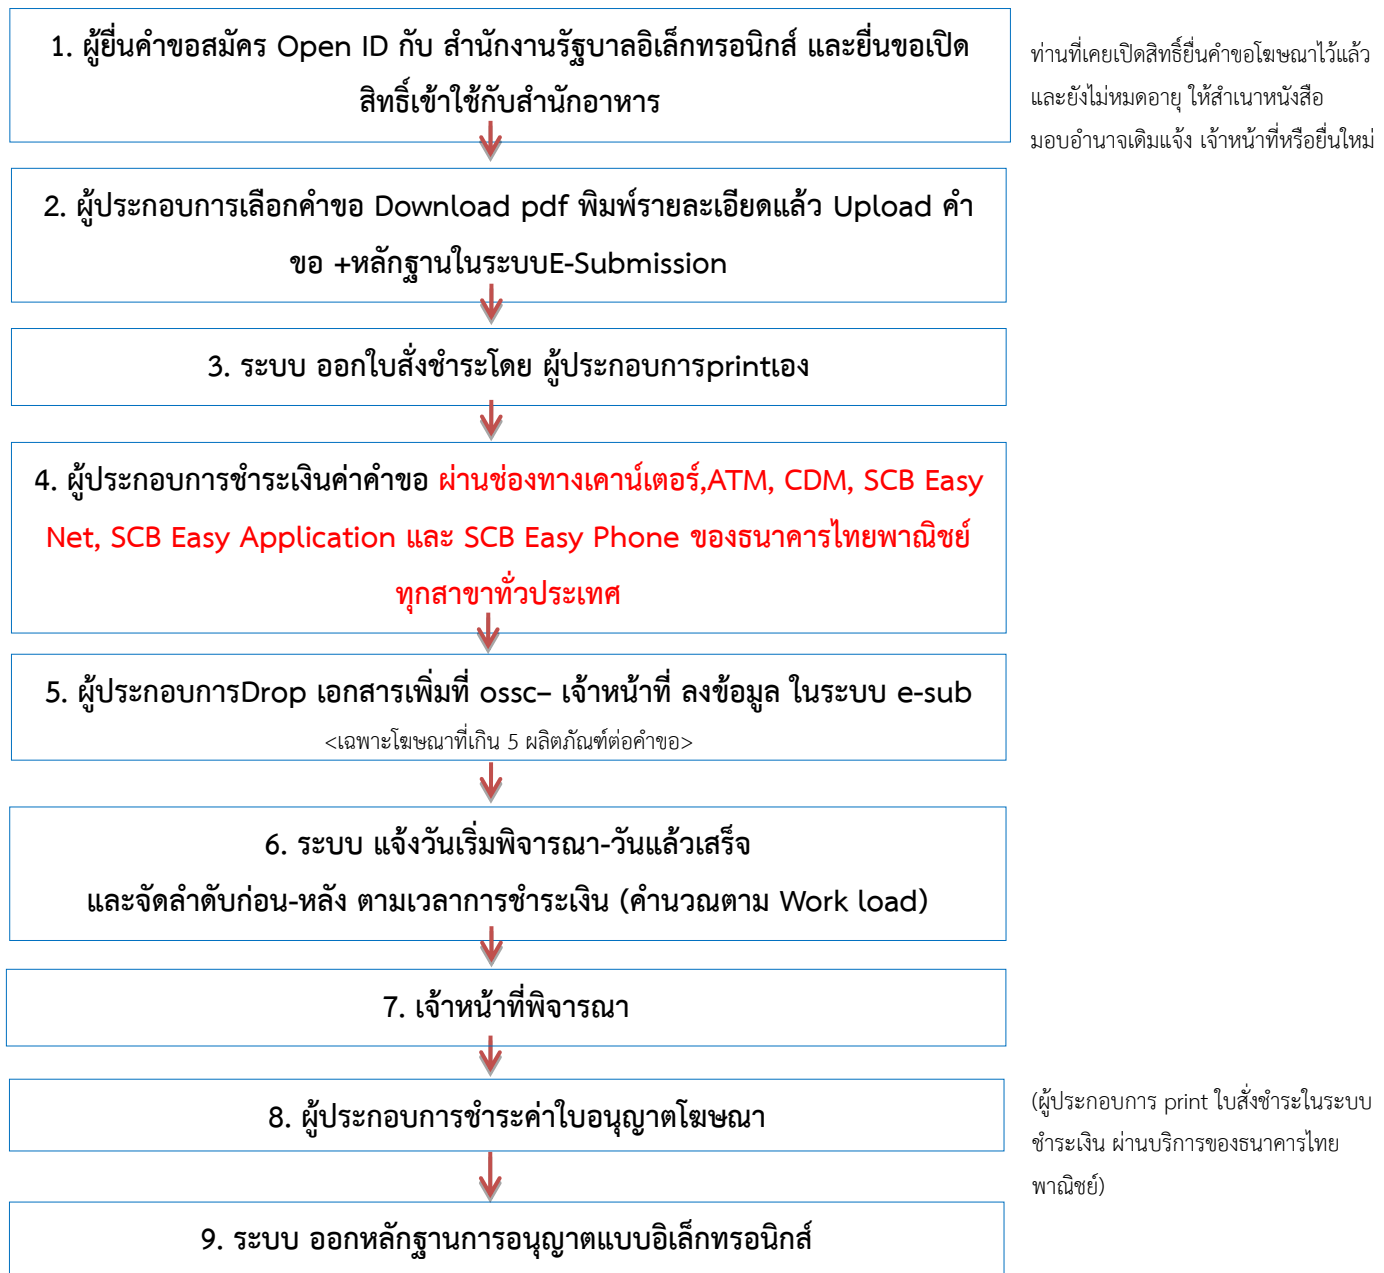 1. ผู้ยื่นคำขอสมัคร Open ID กับ สำนักงานรัฐบาลอิเล็กทรอนิกส์ และยื่นขอเปิด
สิทธิ์เข้าใช้กับสำนักอาหาร
ท่านที่เคยเปิดสิทธิ์ยื่นคำขอโฆษณาไว้แล้ว
และยังไม่หมดอายุ ให้สำเนาหนังสือ
มอบอำนาจเดิมแจ้ง เจ้าหน้าที่หรือยื่นใหม่
2. ผู้ประกอบการเลือกคำขอ Download pdf พิมพ์รายละเอียดแล้ว Upload คำ
ขอ +หลักฐานในระบบE-Submission
3. ระบบ ออกใบสั่งชำระโดย ผู้ประกอบการprintเอง
4. ผู้ประกอบการชำระเงินค่าคำขอ ผ่านช่องทางเคาน์เตอร์,ATM, CDM, SCB Easy
Net, SCB Easy Application และ SCB Easy Phone ของธนาคารไทยพาณิชย์
ทุกสาขาทั่วประเทศ
5. ผู้ประกอบการDrop เอกสารเพิ่มที่ ossc– เจ้าหน้าที่ ลงข้อมูล ในระบบ e-sub
<เฉพาะโฆษณาที่เกิน 5 ผลิตภัณฑ์ต่อคำขอ>
6. ระบบ แจ้งวันเริ่มพิจารณา-วันแล้วเสร็จ
และจัดลำดับก่อน-หลัง ตามเวลาการชำระเงิน (คำนวณตาม Work load)
7. เจ้าหน้าที่พิจารณา
8. ผู้ประกอบการชำระค่าใบอนุญาตโฆษณา
(ผู้ประกอบการ print ใบสั่งชำระในระบบ
ชำระเงิน ผ่านบริการของธนาคารไทย
พาณิชย์)
9. ระบบ ออกหลักฐานการอนุญาตแบบอิเล็กทรอนิกส์